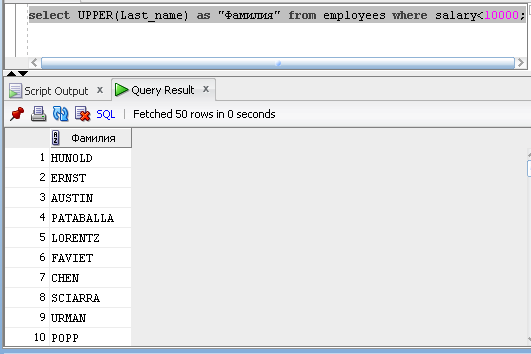 select UPPER(Last_name) as "Фамилия" from employees where salary<10000;
Script Output x Query Result x
SQL | Fetched 50 rows in 0 seconds
AZ Фамилия
1 HUNOLD
2 ERNST
3 AUSTIN
4 PATABALLA
5 LORENTZ
6 FAVIET
7 CHEN
8 SCIARRA
9 URMAN
10 POPP